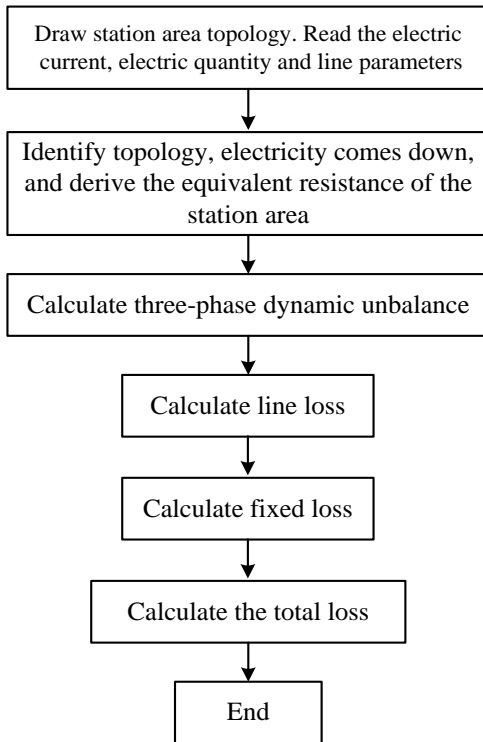 Draw station area topology. Read the electric
current, electric quantity and line parameters
Identify topology, electricity comes down,
and derive the equivalent resistance of the
station area
Calculate three-phase dynamic unbalance
Calculate line loss
Calculate fixed loss
Calculate the total loss
End